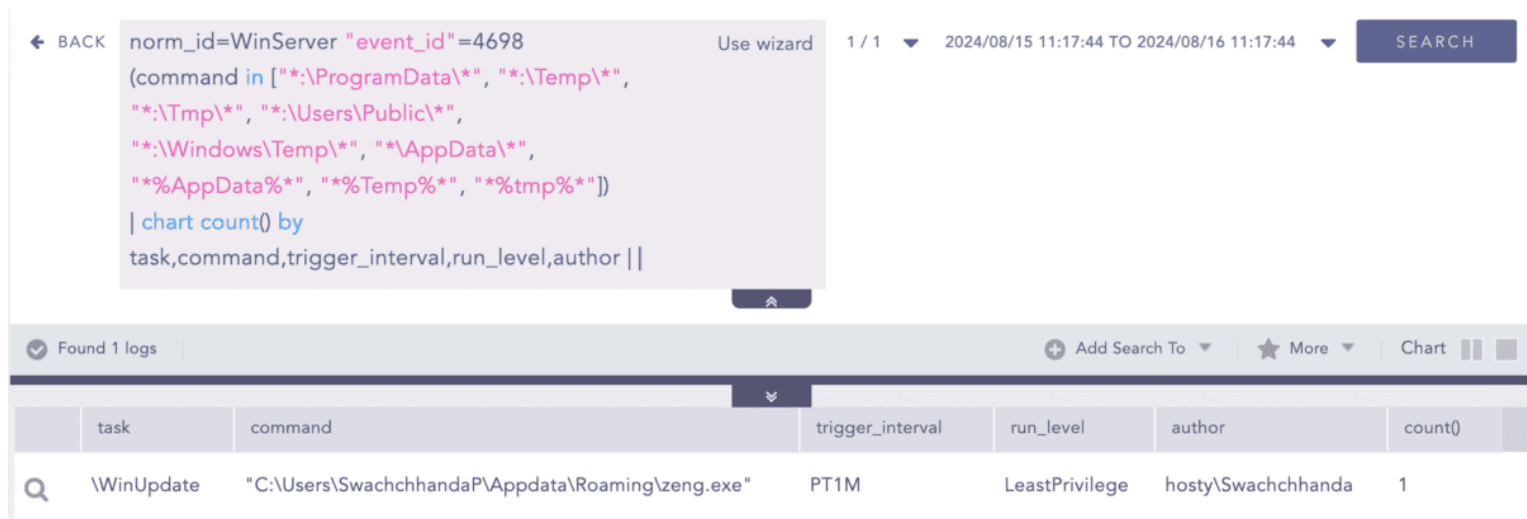 BACK
norm_id=WinServer "event_id"=4698
(command in ["*:\ProgramData\*", "*:\Temp\*",
"*:\Tmp\*", "*:\Users\Public\*",
"*:\Windows\Temp\*", "*\AppData\*",
"*%AppData%*", "*%Temp%*", "*%tmp%*"])
| chart count() by
task,command,trigger_interval,run_level,author ||
Use wizard
1 / 1
2024/08/15 11:17:44 TO 2024/08/16 11:17:44
SEARCH
Found 1 logs
Add Search To
More
Chart
task command trigger_interval run_level author count()
\WinUpdate "C:\Users\SwachchhandaP\Appdata\Roaming\zeng.exe" PT1M LeastPrivilege hosty\Swachchhanda 1